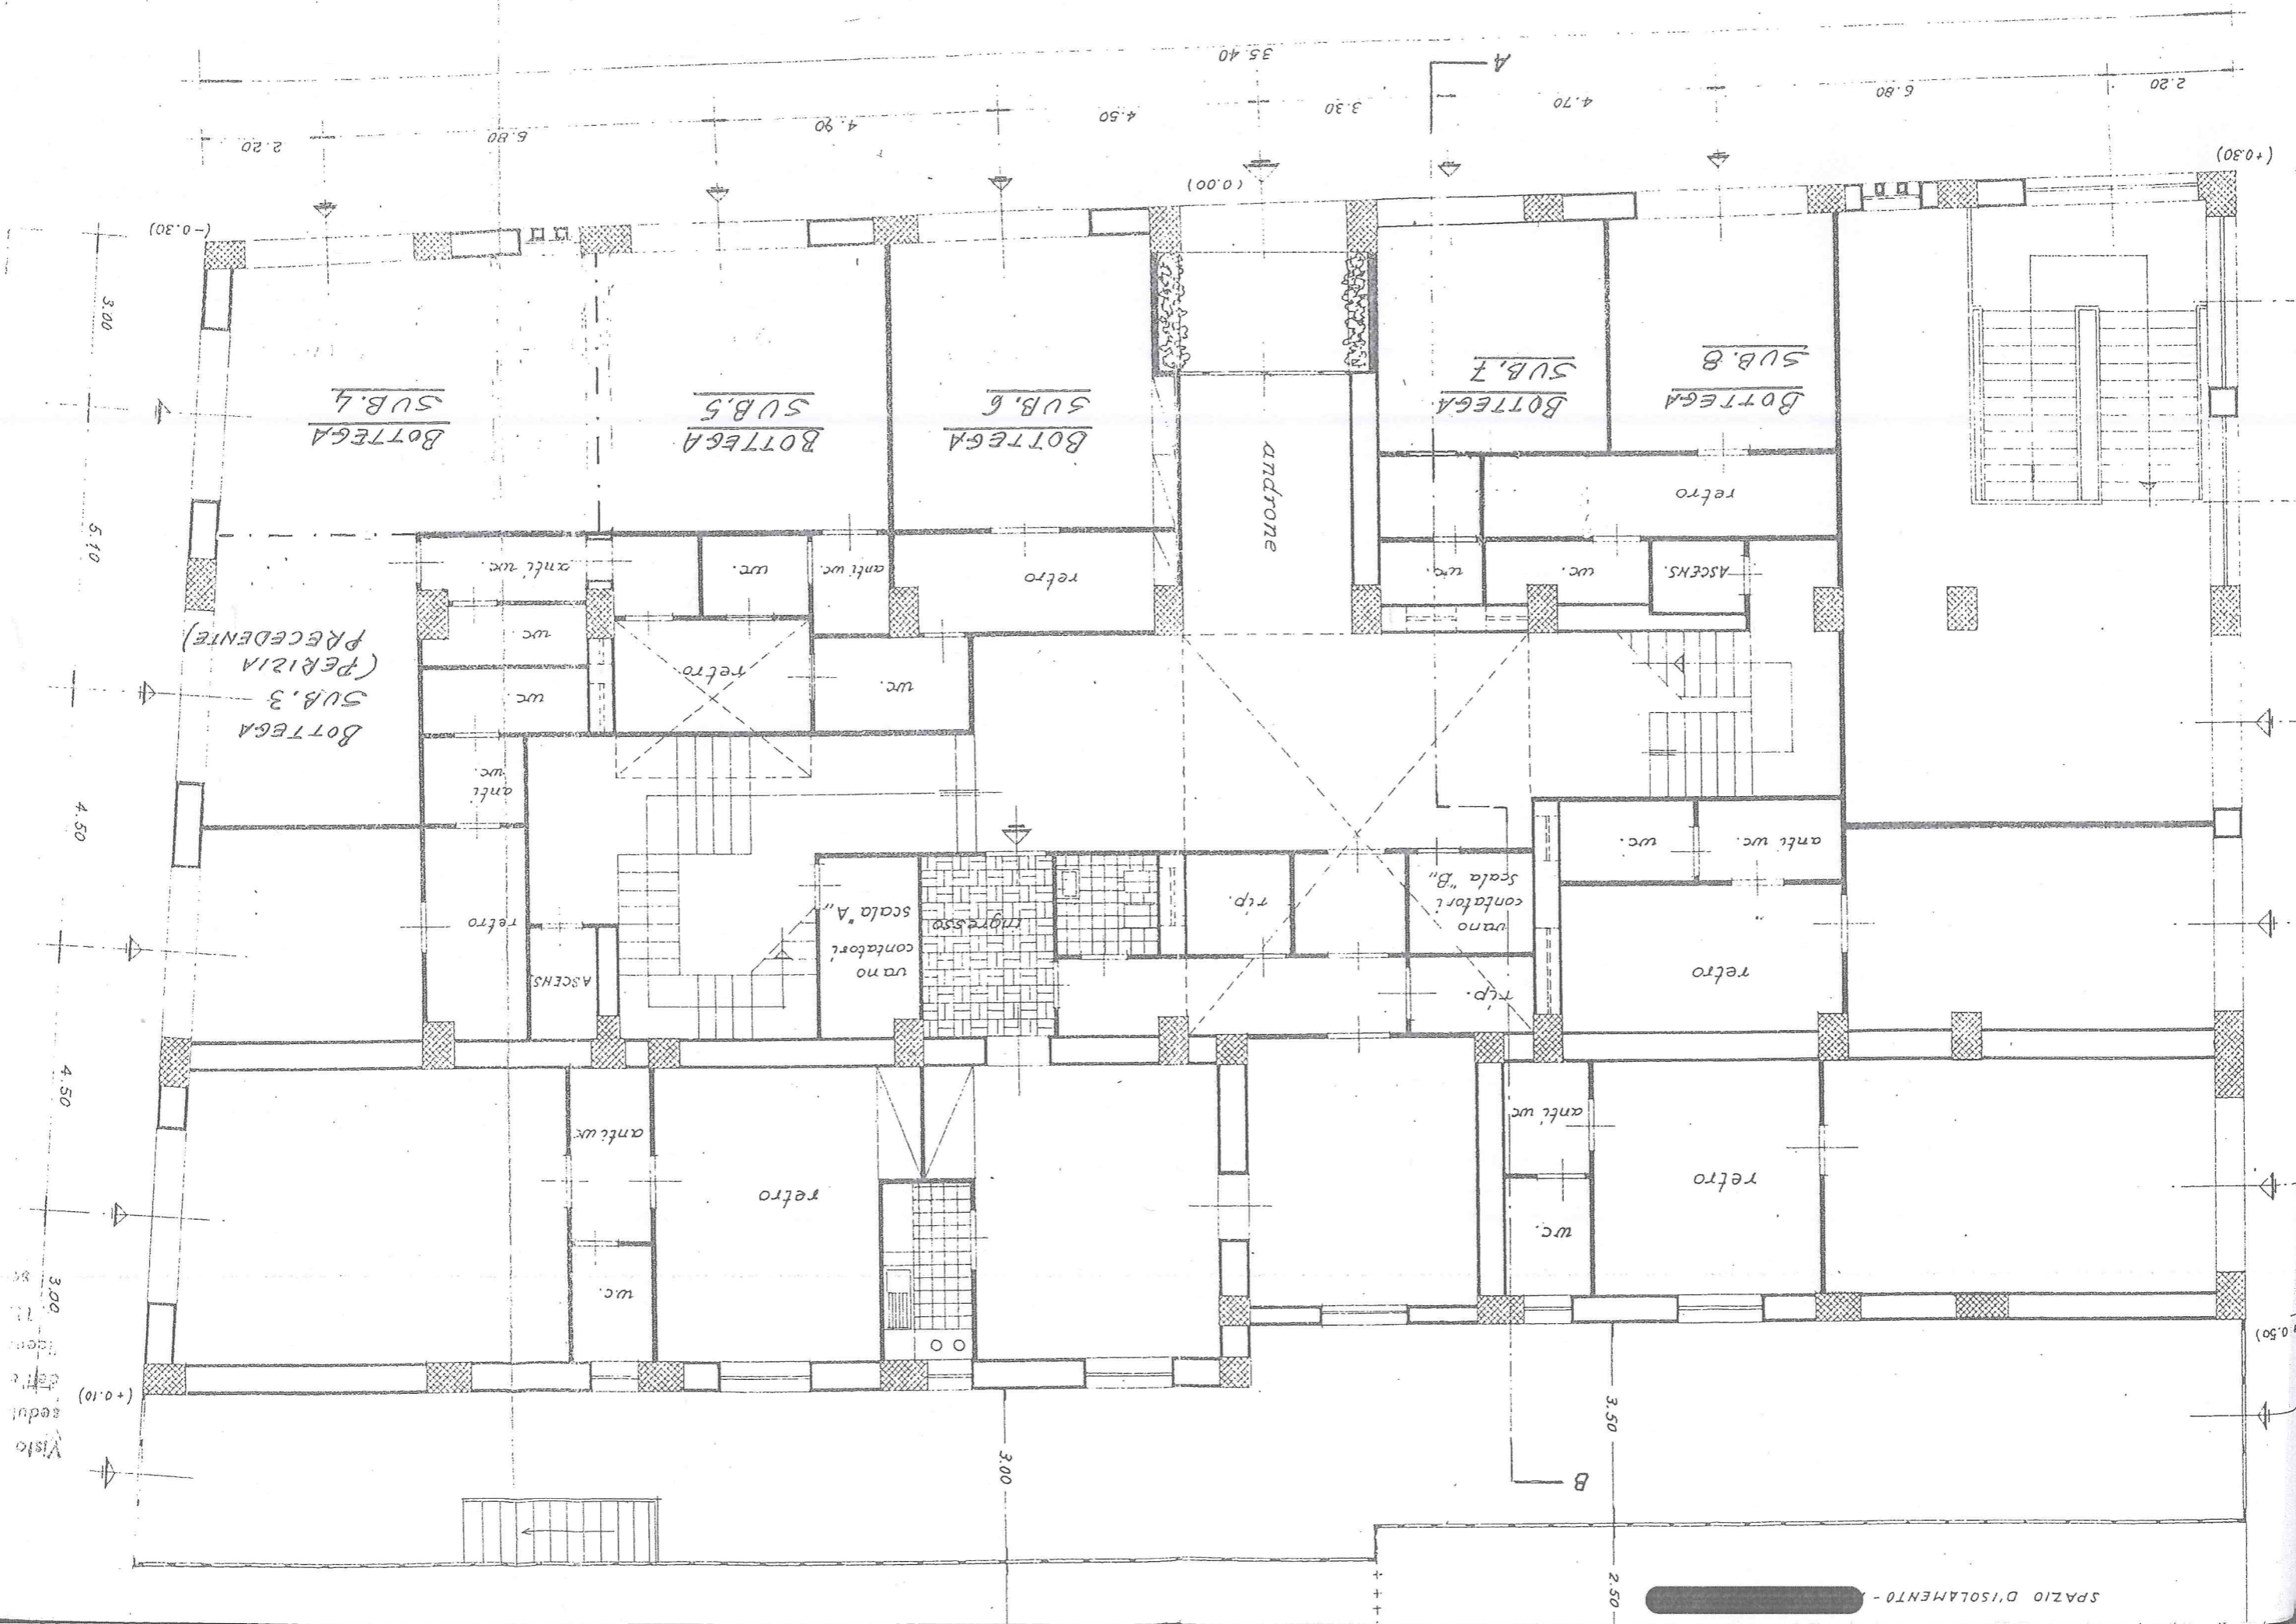 SPAZIO D'ISOLAMENTO -
2.50
B
3.00
3.50
Visto
(+0.10)
3.00
wc.
wc.
retro
retro
retro
anti wc
anti wc
4.50
ASCENS.
retro
rip.
vano
contatori
scala "A"
vano
contatori
scala "B"
ingresso
rip.
retro
anti wc.
wc.
4.50
anti
wc.
BOTTEGA
SUB. 3
(PERIZIA
PRECEDENTE)
wc.
retro
wc.
wc.
retro
ASCENS.
wc.
wc.
anti wc.
wc.
anti wc.
5.10
retro
androne
BOTTEGA
SUB. 8
BOTTEGA
SUB. 7
BOTTEGA
SUB. 6
BOTTEGA
SUB. 5
BOTTEGA
SUB. 4
3.00
(-0.30)
(0.00)
(+0.30)
2.20
6.80
4.70
3.30
4.50
4.90
6.80
2.20
A
35.40